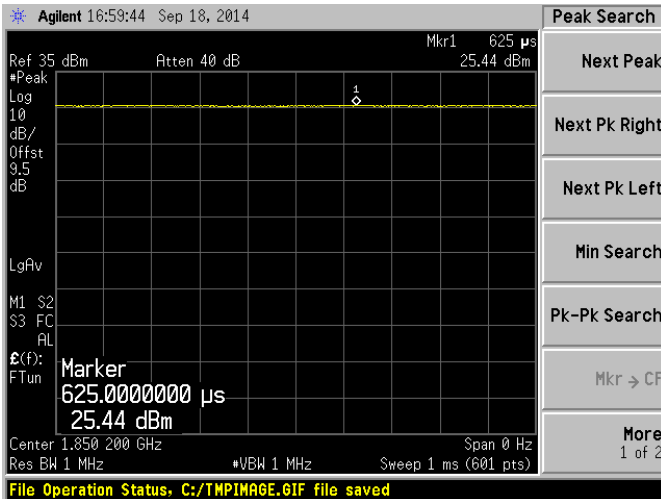 Agilent 16:59:44 Sep 18, 2014
Peak Search
Mkr1 625 µs
Ref 35 dBm Atten 40 dB 25.44 dBm
#Peak
Log
10
dB/
Offst
9.5
dB
1
LgAv
M1 S2
S3 FC
AL
£(f):
FTun
Marker
625.0000000 µs
25.44 dBm
Center 1.850 200 GHz Span 0 Hz
Res BW 1 MHz #VBW 1 MHz Sweep 1 ms (601 pts)
File Operation Status, C:/TMPIMAGE.GIF file saved
Next Peak
Next Pk Right
Next Pk Left
Min Search
Pk-Pk Search
Mkr → CF
More
1 of 2